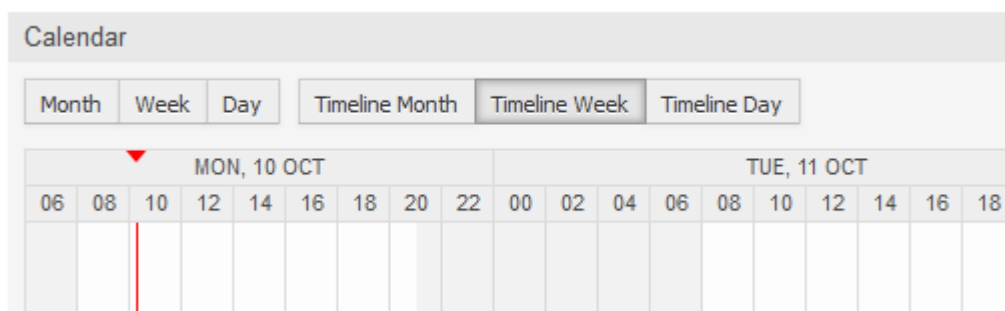 Calendar
Month Week Day Timeline Month Timeline Week Timeline Day
MON, 10 OCT TUE, 11 OCT
06 08 10 12 14 16 18 20 22 00 02 04 06 08 10 12 14 16 18